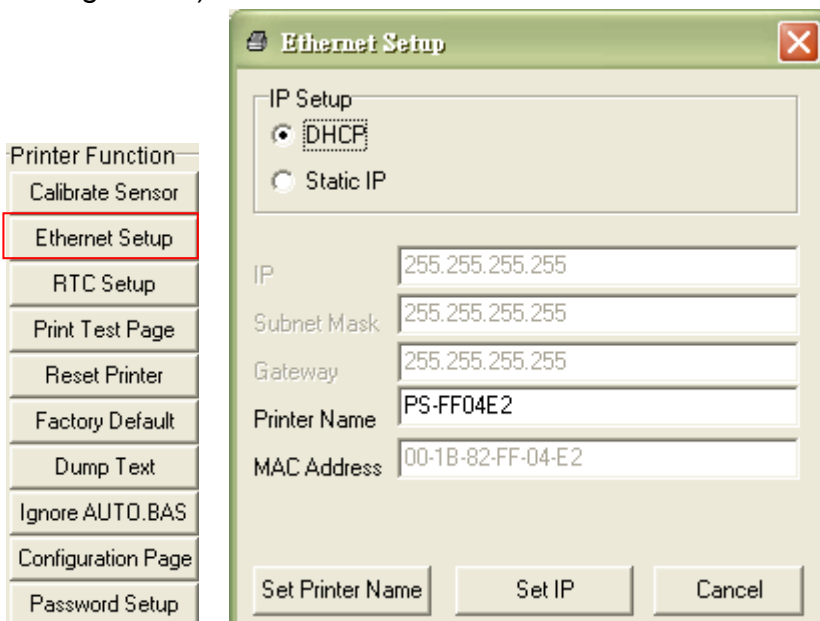 Printer Function
Calibrate Sensor
Ethernet Setup
RTC Setup
Print Test Page
Reset Printer
Factory Default
Dump Text
Ignore AUTO.BAS
Configuration Page
Password Setup
Ethernet Setup
IP Setup
DHCP
Static IP
IP 255.255.255.255
Subnet Mask 255.255.255.255
Gateway 255.255.255.255
Printer Name PS-FF04E2
MAC Address 00-1B-82-FF-04-E2
Set Printer Name Set IP Cancel